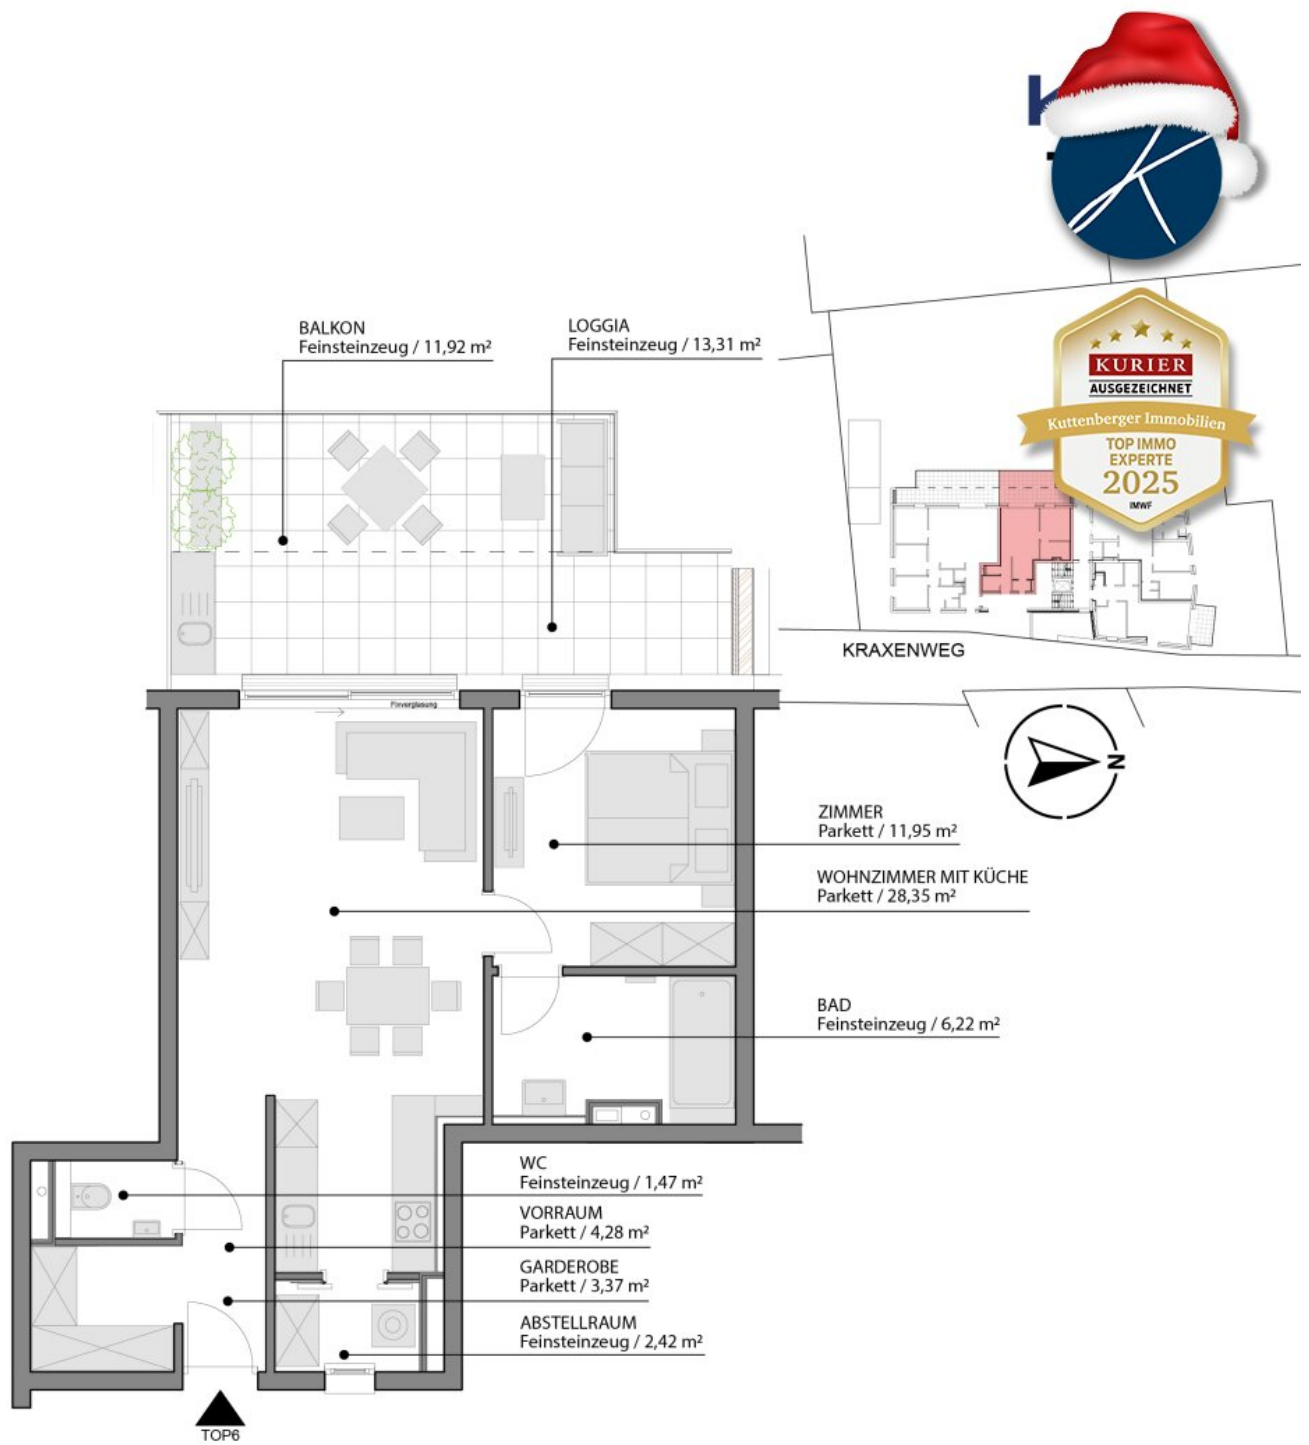 K
BALKON
Feinsteinzeug / 11,92 m²
LOGGIA
Feinsteinzeug / 13,31 m²
KURIER
AUSGEZEICHNET
Kuttenberger Immobilien
TOP IMMO
EXPERTE
2025
IMWF
KRAXENWEG
Fixverglasung
N
ZIMMER
Parkett / 11,95 m²
WOHNZIMMER MIT KÜCHE
Parkett / 28,35 m²
BAD
Feinsteinzeug / 6,22 m²
WC
Feinsteinzeug / 1,47 m²
VORRAUM
Parkett / 4,28 m²
GARDEROBE
Parkett / 3,37 m²
ABSTELLRAUM
Feinsteinzeug / 2,42 m²
TOP6